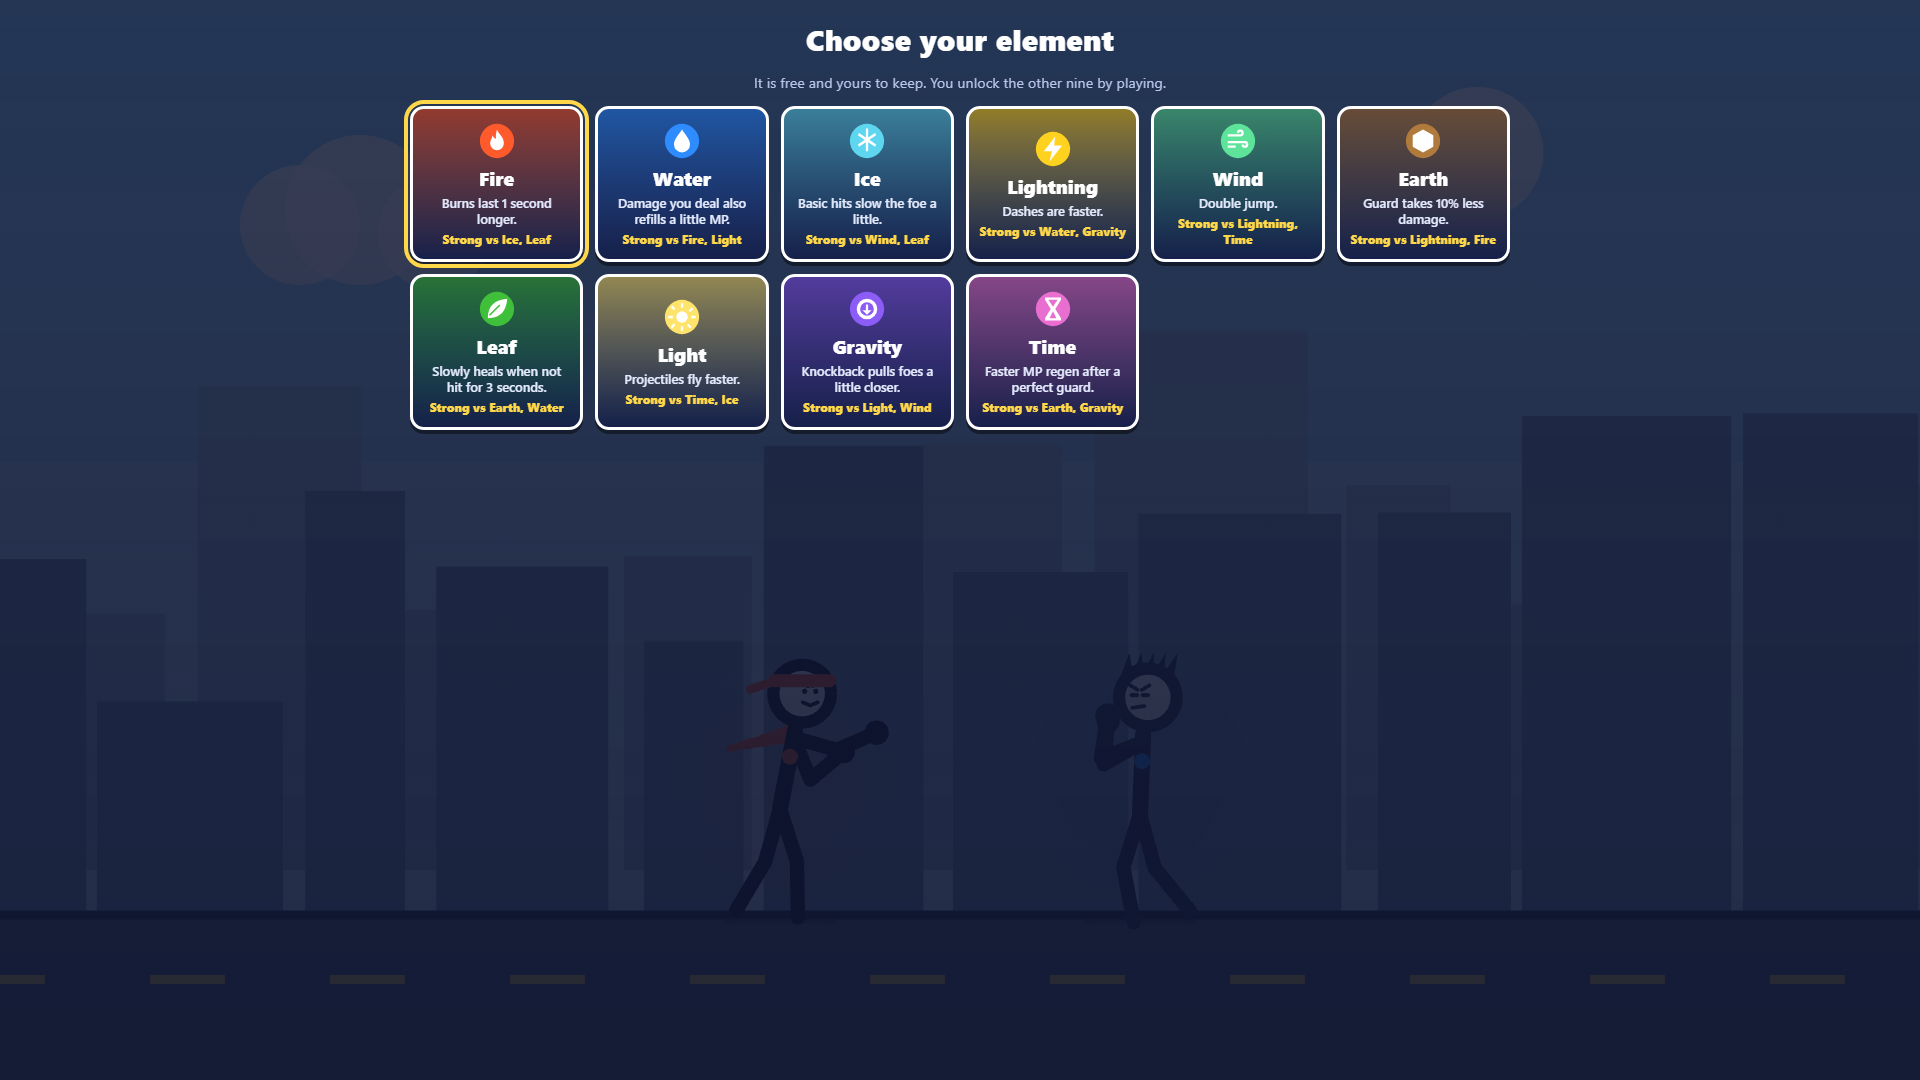 Choose your element
It is free and yours to keep. You unlock the other nine by playing.
Fire
Burns last 1 second
longer.
Strong vs Ice, Leaf
Water
Damage you deal also
refills a little MP.
Strong vs Fire, Light
Ice
Basic hits slow the foe a
little.
Strong vs Wind, Leaf
Lightning
Dashes are faster.
Strong vs Water, Gravity
Wind
Double jump.
Strong vs Lightning,
Time
Earth
Guard takes 10% less
damage.
Strong vs Lightning, Fire
Leaf
Slowly heals when not
hit for 3 seconds.
Strong vs Earth, Water
Light
Projectiles fly faster.
Strong vs Time, Ice
Gravity
Knockback pulls foes a
little closer.
Strong vs Light, Wind
Time
Faster MP regen after a
perfect guard.
Strong vs Earth, Gravity